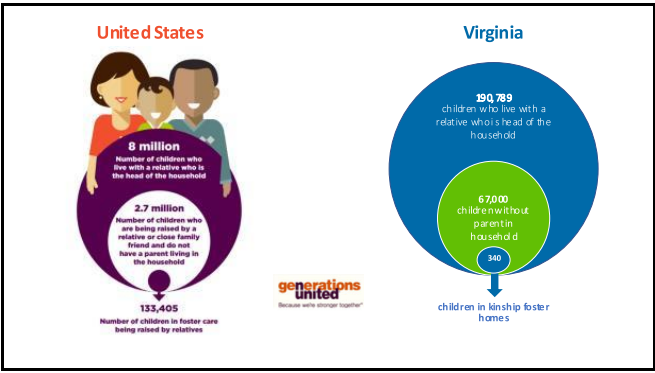 United States
8 million
Number of children who
live with a relative who is
the head of the household
2.7 million
Number of children who
are being raised by a
relative or close family
friend and do not
have a parent living in
the household
133,405
Number of children in foster care
being raised by relatives
generations
united
Because we're stronger together®
Virginia
190,789
children who live with a
relative who is head of the
household
67,000
children without
parent in
household
340
children in kinship foster
homes